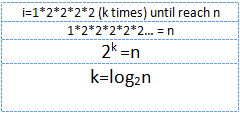 i=1*2*2*2*2 (k times) until reach n
1*2*2*2*2*2... = n
2ᵏ =n
k=log₂n